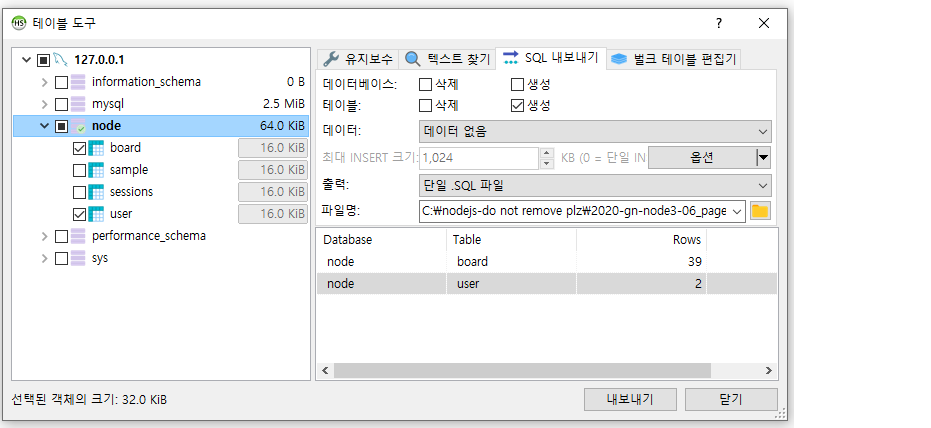 테이블 도구
127.0.0.1
information_schema 0 B
mysql 2.5 MiB
node 64.0 KiB
board 16.0 KiB
sample 16.0 KiB
sessions 16.0 KiB
user 16.0 KiB
performance_schema
sys
유지보수 텍스트 찾기 SQL 내보내기 벌크 테이블 편집기
데이터베이스: 삭제 생성
테이블: 삭제 생성
데이터: 데이터 없음
최대 INSERT 크기: 1,024 KB (0 = 단일 IN 옵션
출력: 단일 .SQL 파일
파일명: C:₩nodejs-do not remove plz₩2020-gn-node3-06_page
Database Table Rows
node board 39
node user 2
선택된 객체의 크기: 32.0 KiB
내보내기 닫기